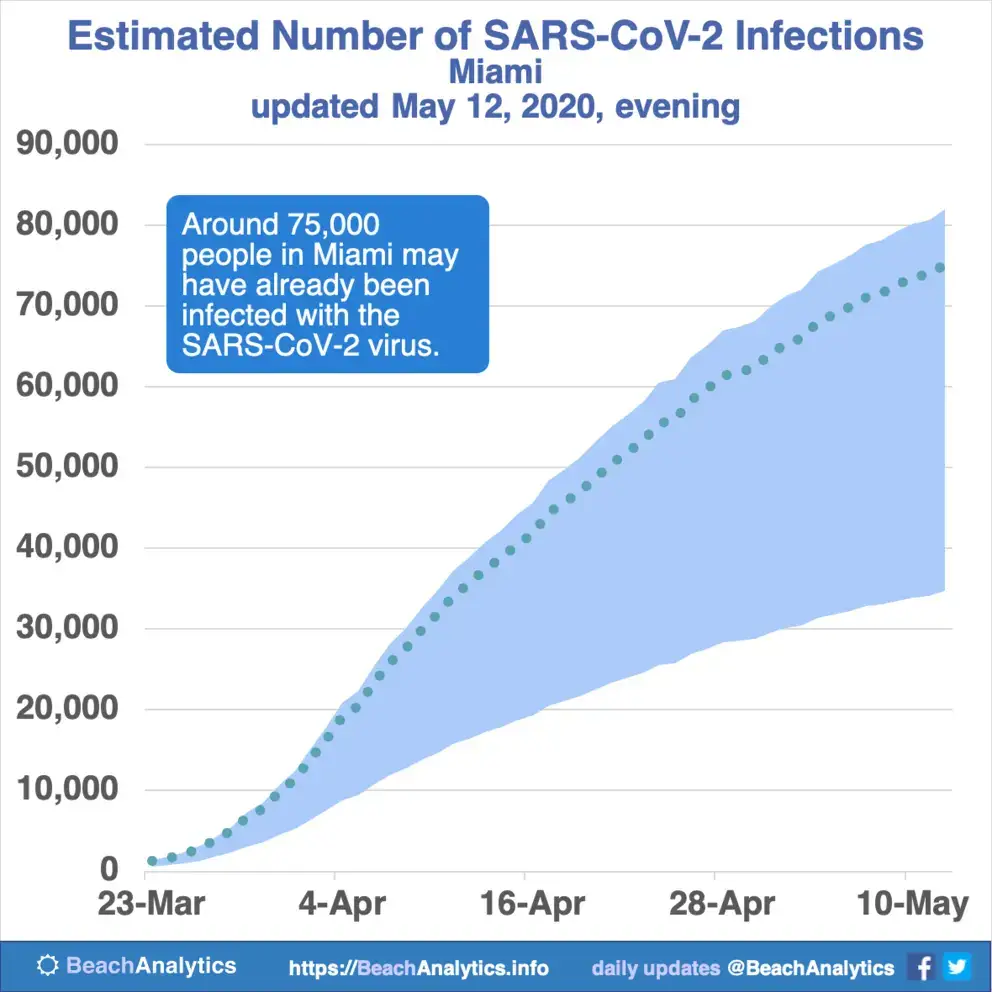 Estimated Number of SARS-CoV-2 Infections
Miami
updated May 12, 2020, evening
90,000
80,000
70,000
60,000
50,000
40,000
30,000
20,000
10,000
0
Around 75,000
people in Miami may
have already been
infected with the
SARS-CoV-2 virus.
23-Mar 4-Apr 16-Apr 28-Apr 10-May
BeachAnalytics https://BeachAnalytics.info daily updates @BeachAnalytics